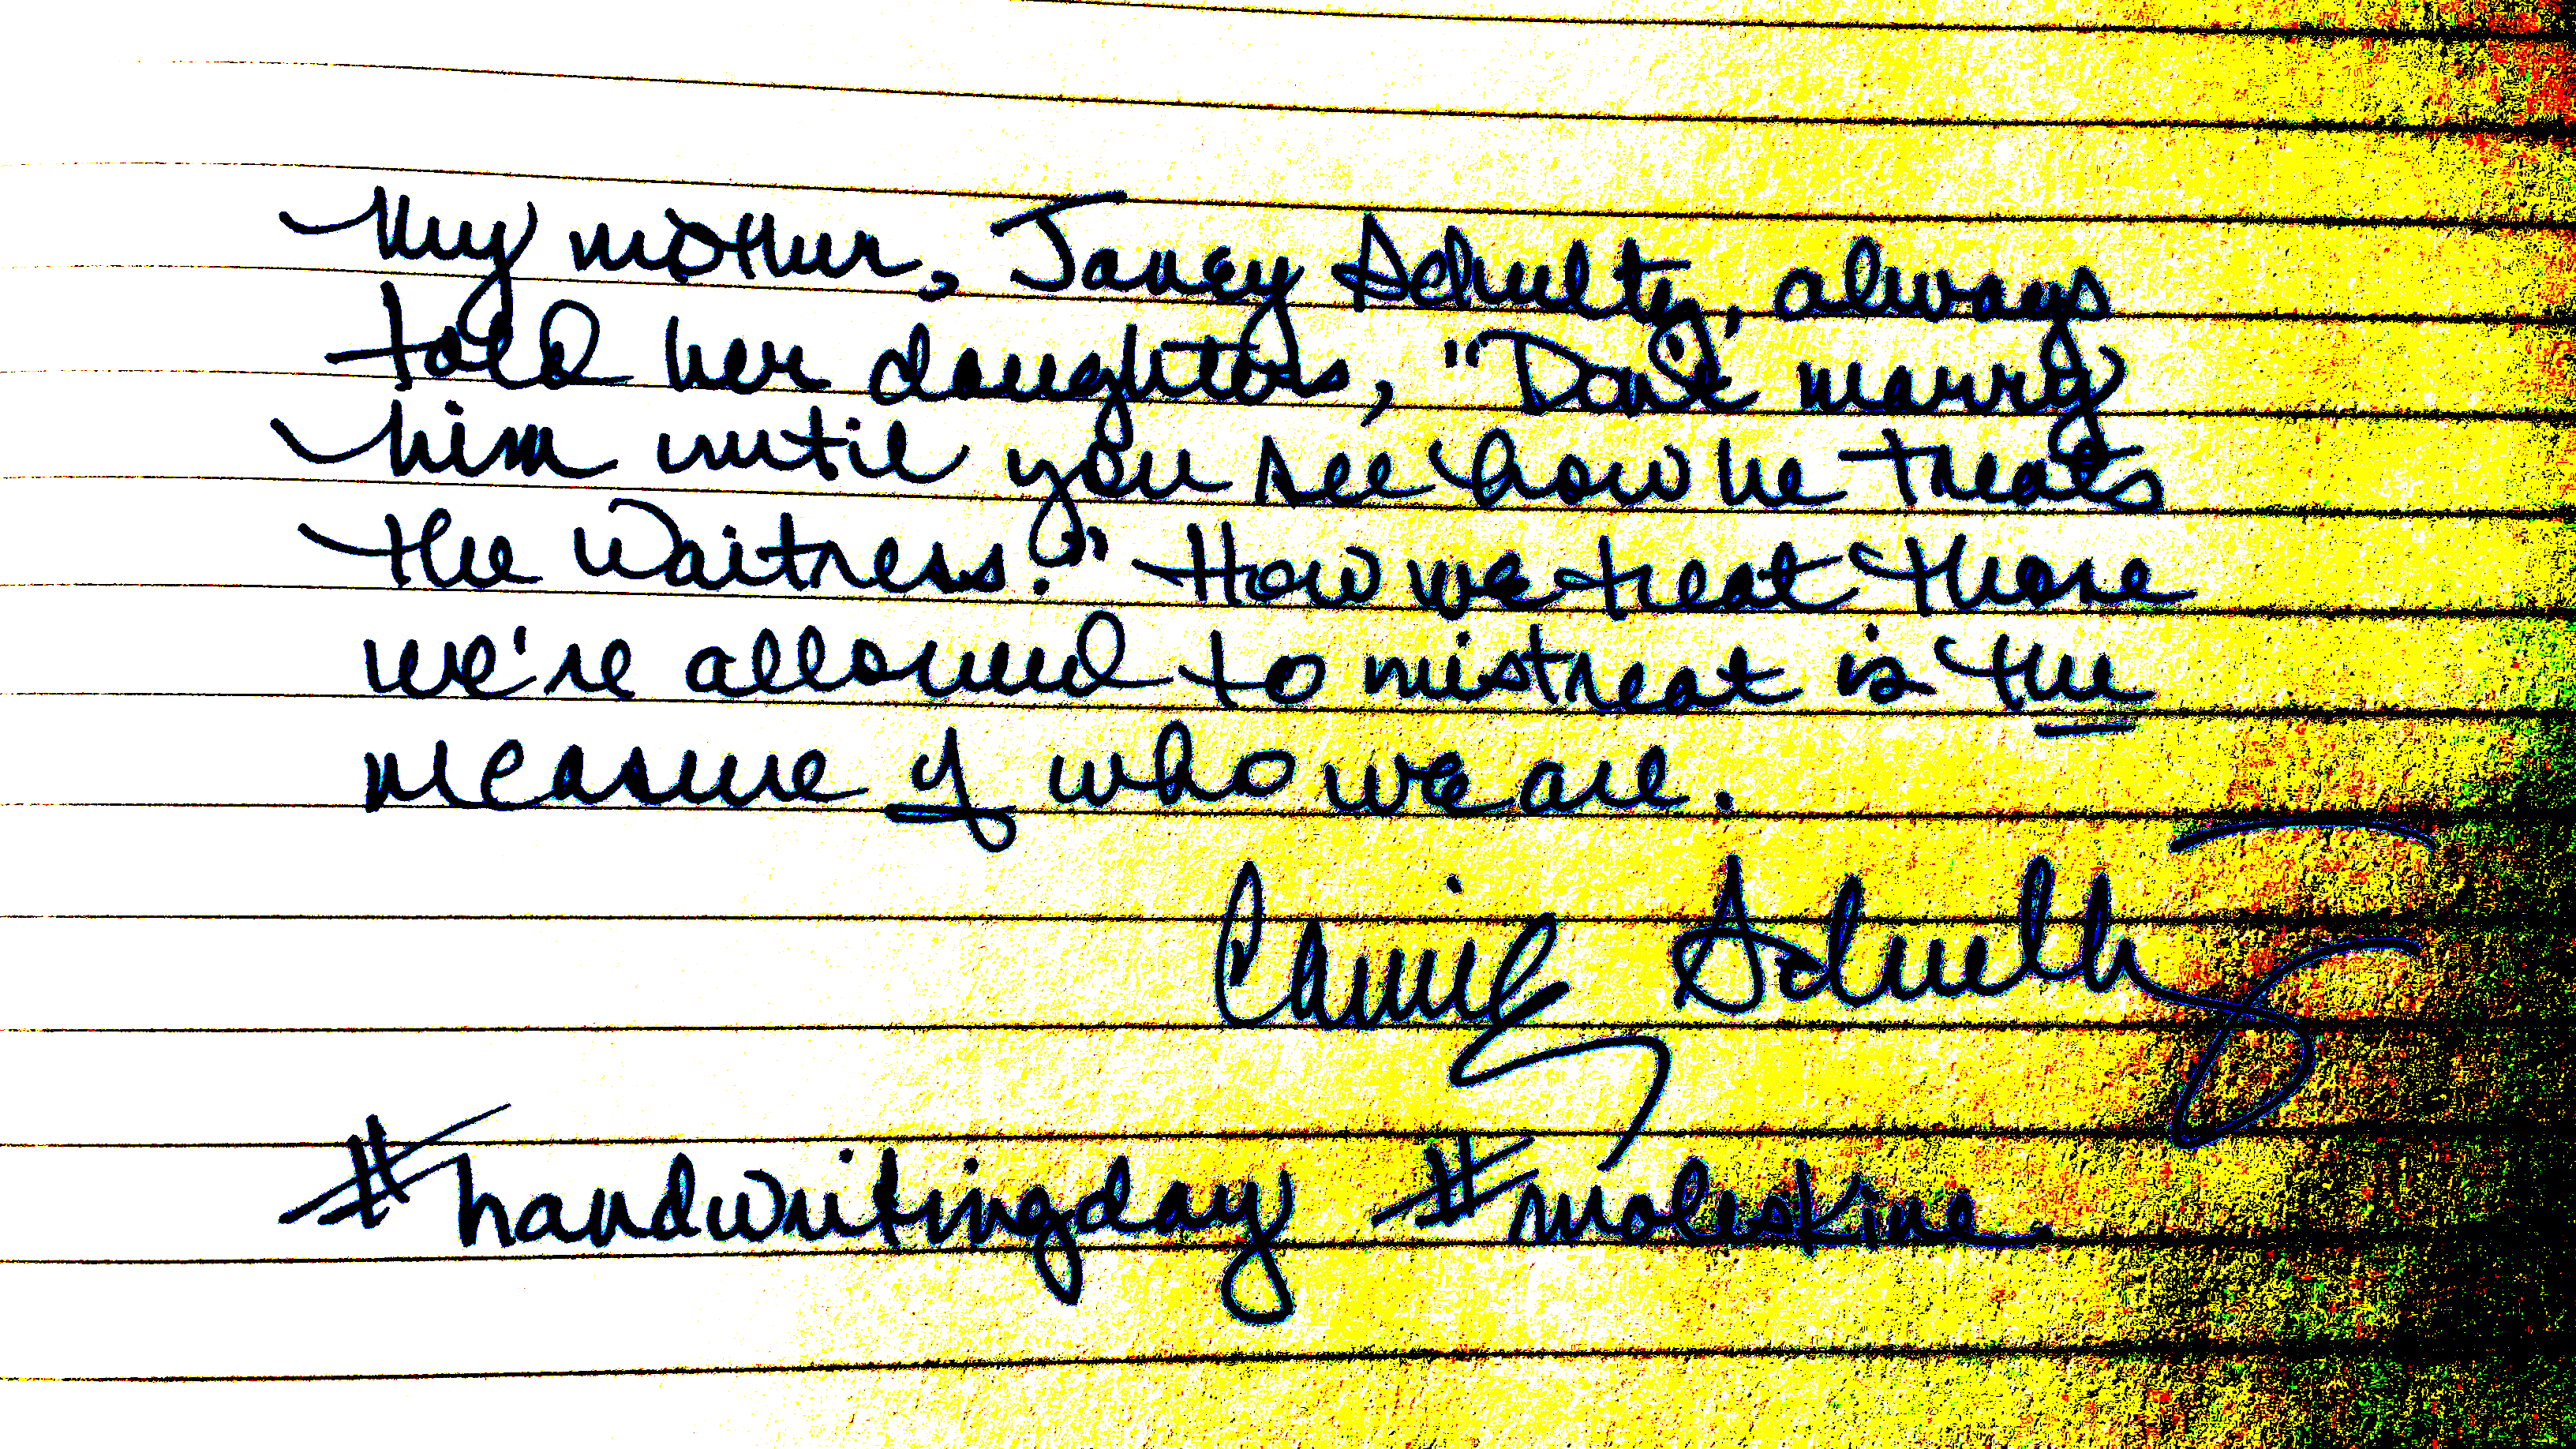 My mother, Janey Schultz, always
told her daughters, "Don't marry
him until you see how he treats
the waitress." How we treat those
we're allowed to mistreat is the
measure of who we are.
Connie Schultz
#handwritingday #moleskine.